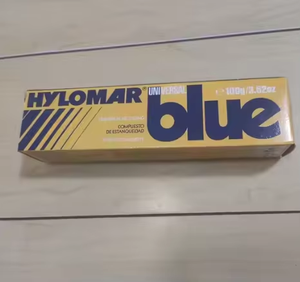 HYLOMAR®
UNIVERSAL
blue
100g/3.52oz
COMPUESTO
DE ESTANQUEIDAD